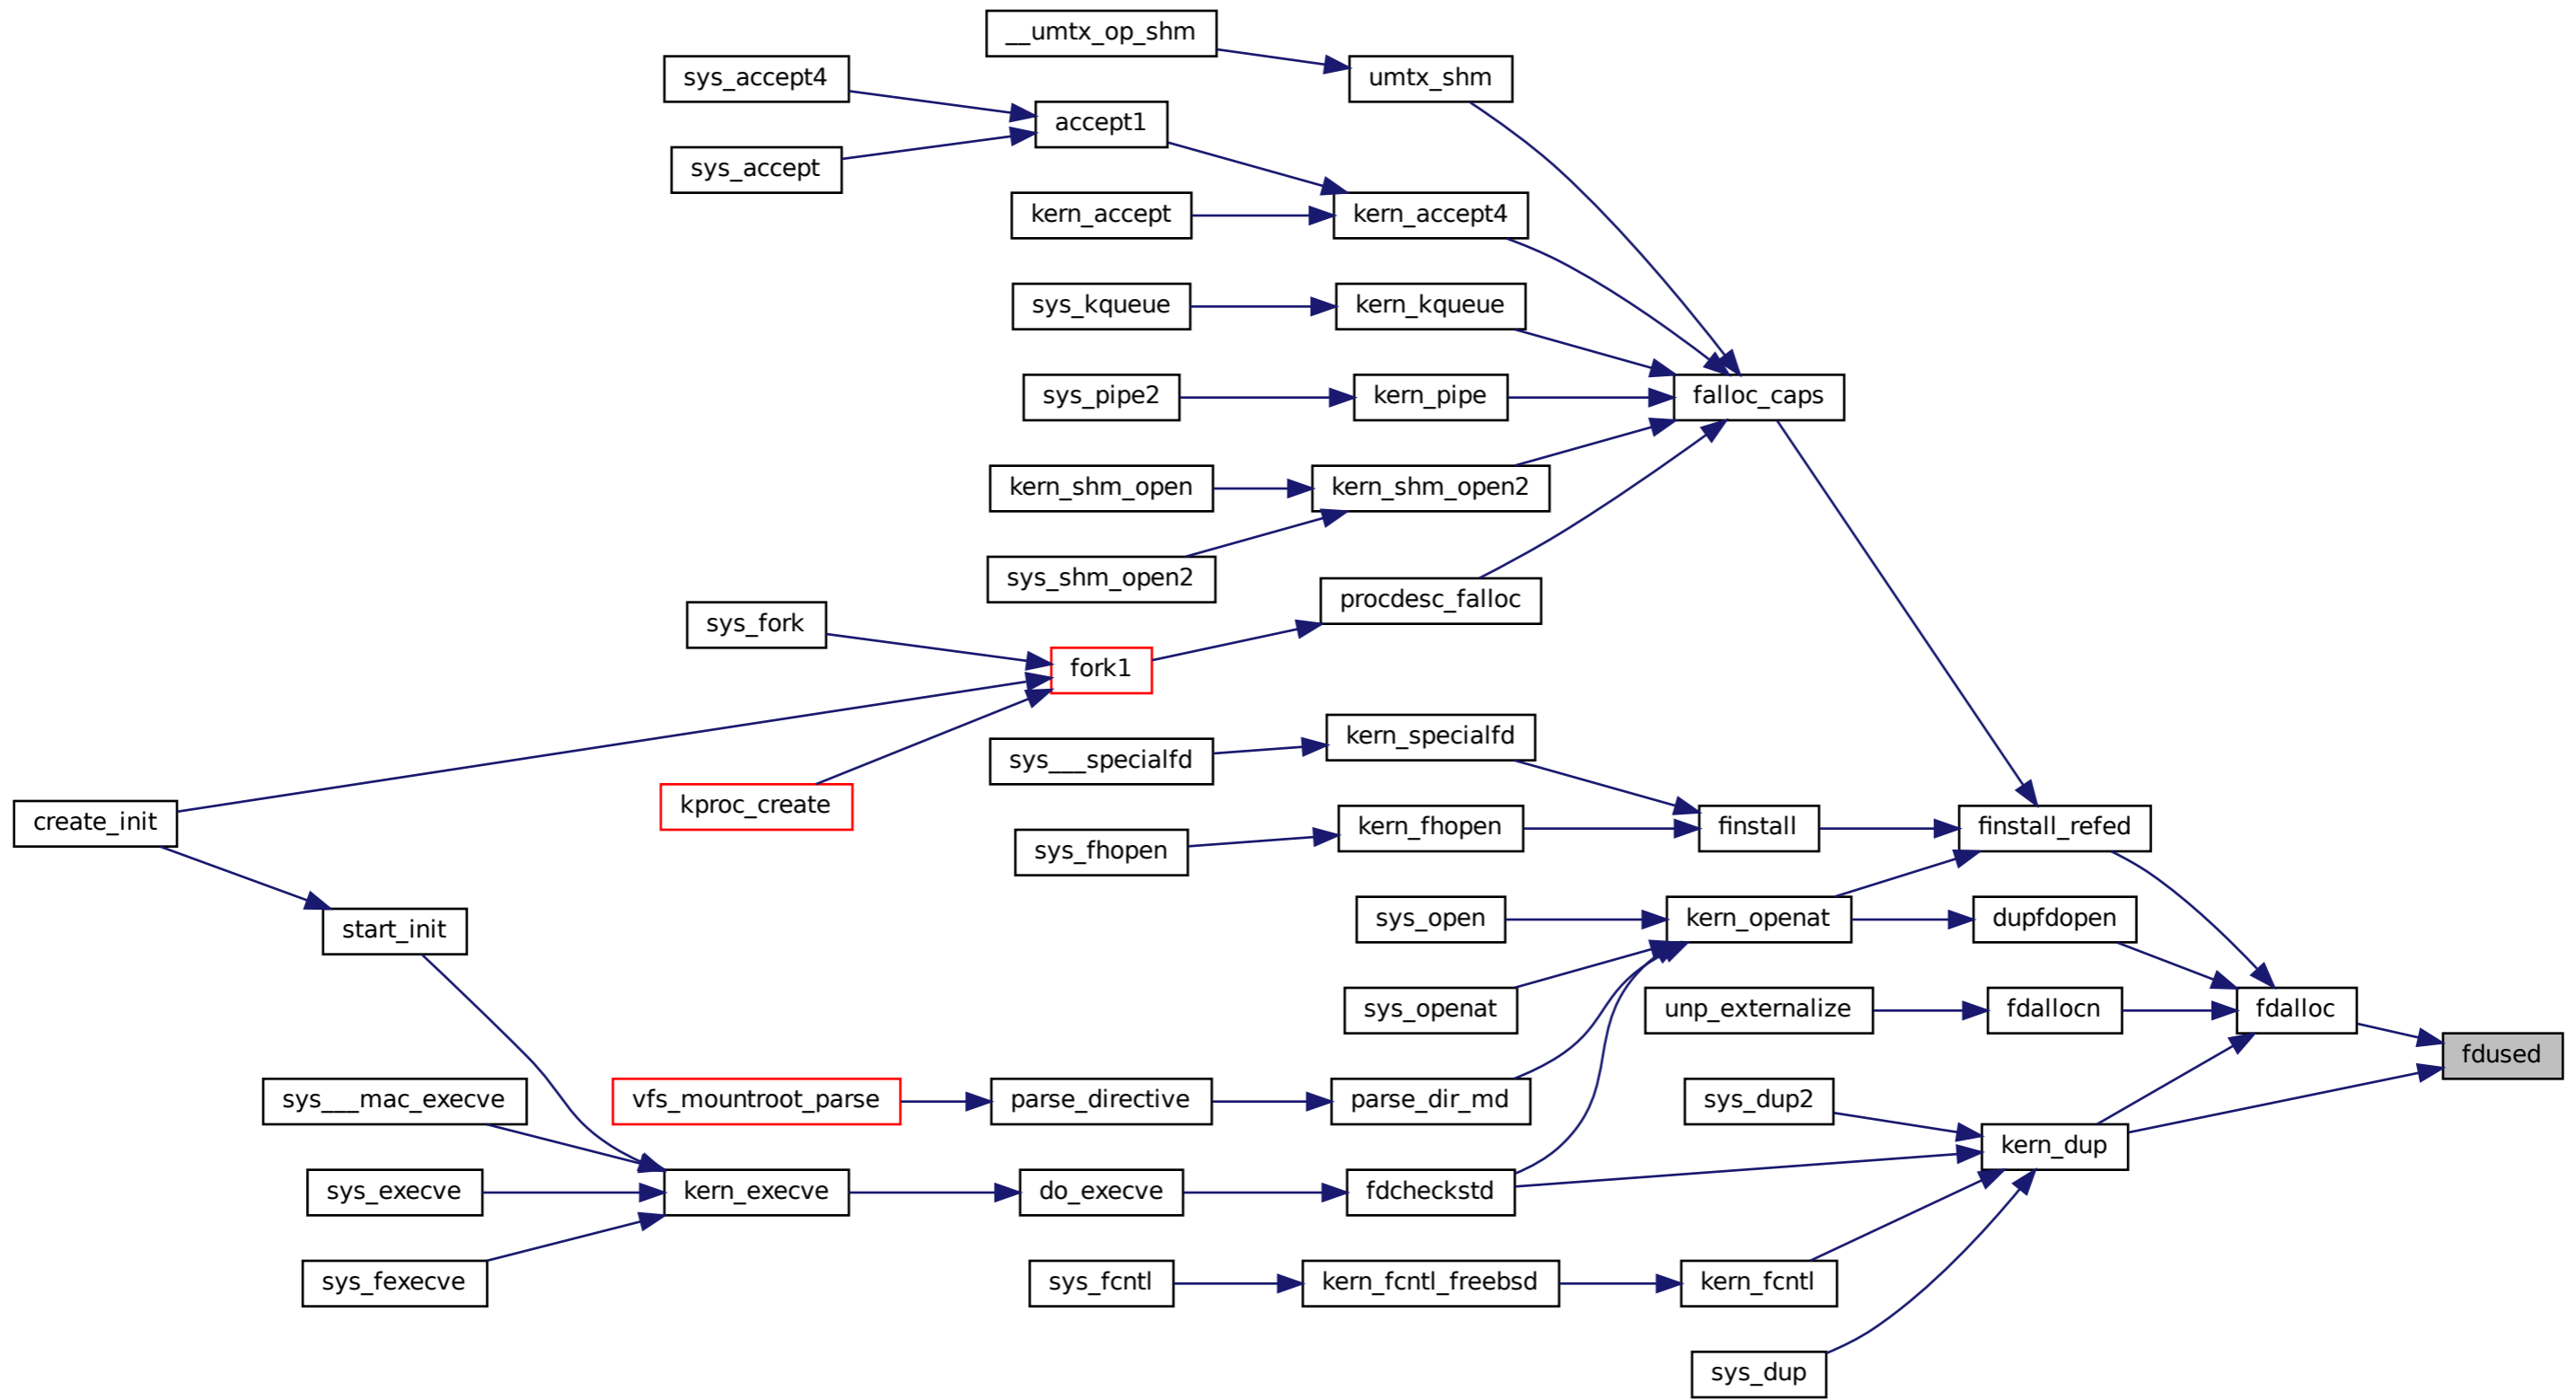 __umtx_op_shm
sys_accept4
umtx_shm
accept1
sys_accept
kern_accept
kern_accept4
sys_kqueue
kern_kqueue
sys_pipe2
kern_pipe
falloc_caps
kern_shm_open
kern_shm_open2
sys_shm_open2
procdesc_falloc
sys_fork
fork1
kern_specialfd
sys___specialfd
kproc_create
create_init
kern_fhopen
finstall
finstall_refed
sys_fhopen
start_init
sys_open
kern_openat
dupfdopen
sys_openat
unp_externalize
fdallocn
fdalloc
fdused
sys___mac_execve
vfs_mountroot_parse
parse_directive
parse_dir_md
sys_dup2
kern_dup
sys_execve
kern_execve
do_execve
fdcheckstd
sys_fexecve
sys_fcntl
kern_fcntl_freebsd
kern_fcntl
sys_dup